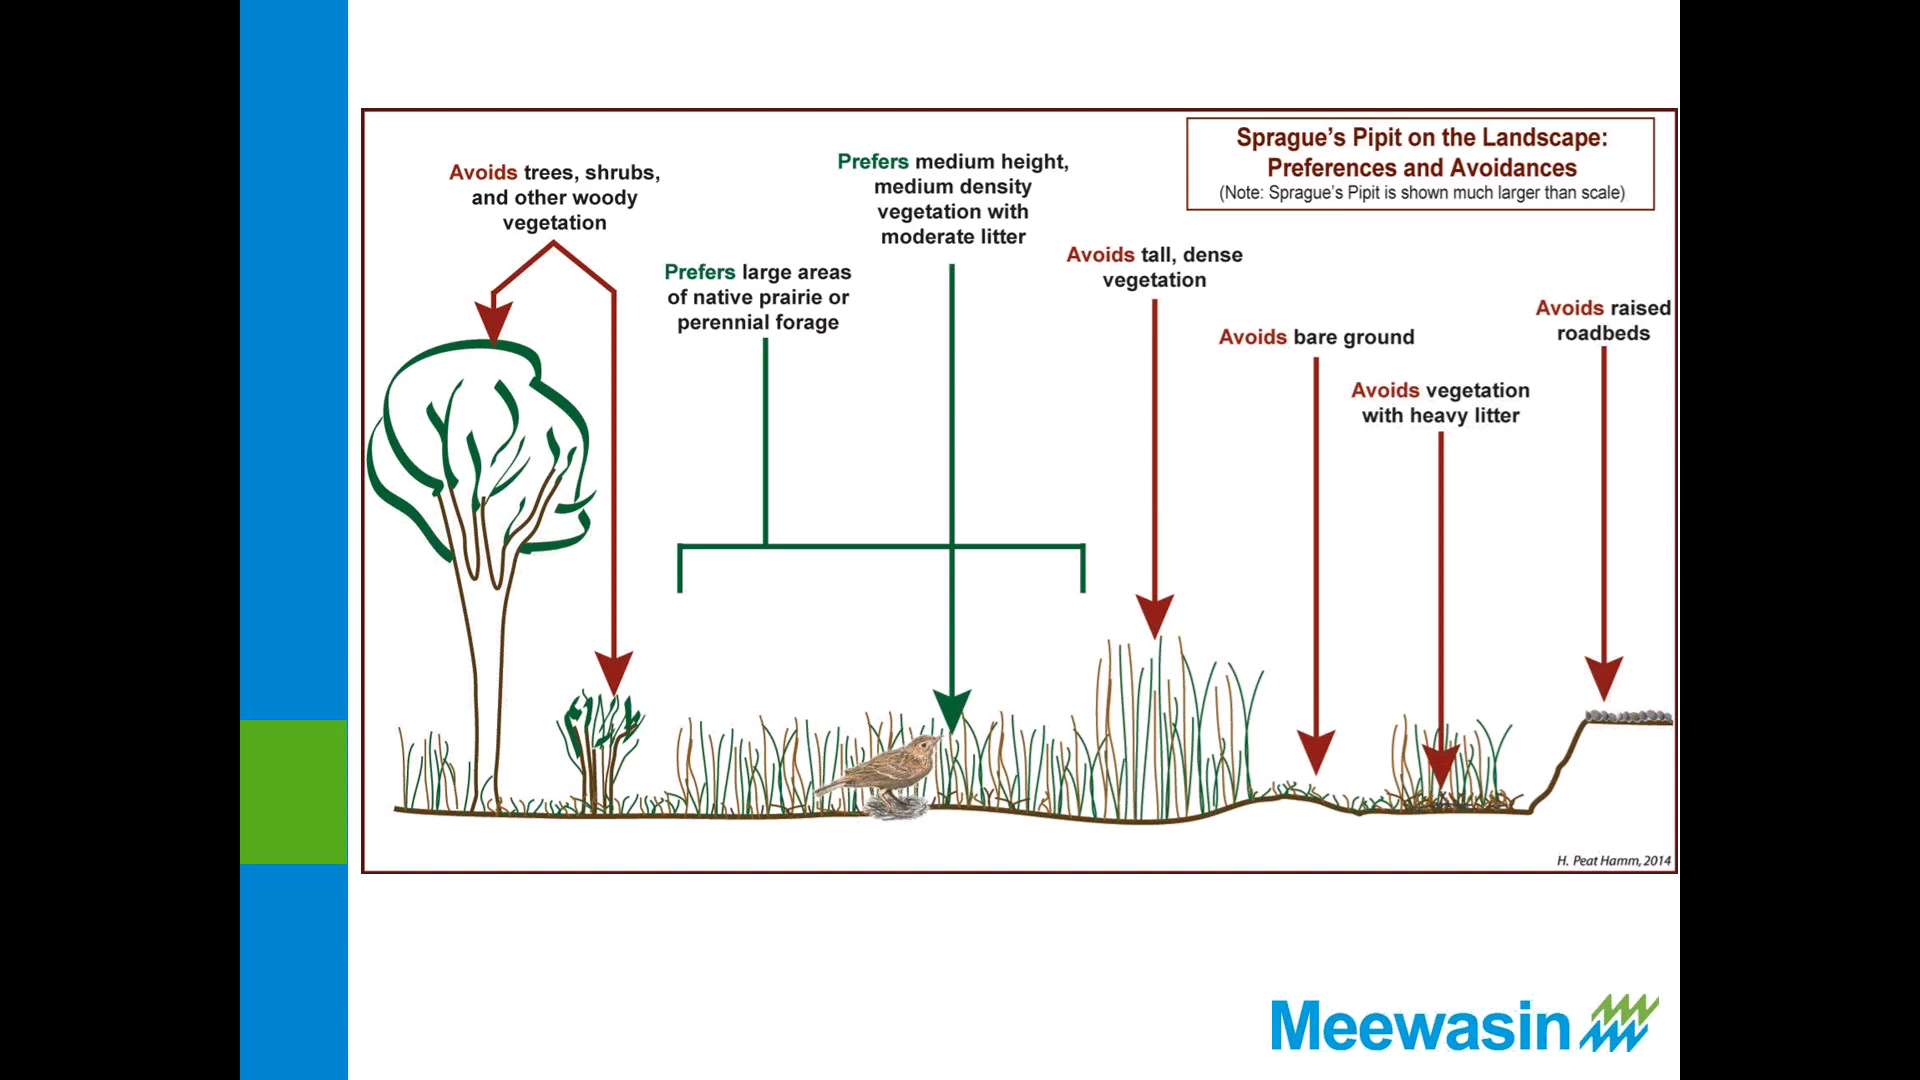 Sprague's Pipit on the Landscape:
Preferences and Avoidances
(Note: Sprague's Pipit is shown much larger than scale)
Avoids trees, shrubs,
and other woody
vegetation
Prefers large areas
of native prairie or
perennial forage
Prefers medium height,
medium density
vegetation with
moderate litter
Avoids tall, dense
vegetation
Avoids bare ground
Avoids vegetation
with heavy litter
Avoids raised
roadbeds
H. Peat Hamm, 2014
Meewasin